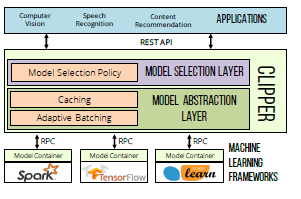 Computer Vision
Speech Recognition
Content Recommendation
APPLICATIONS
REST API
Model Selection Policy
MODEL SELECTION LAYER
Caching
Adaptive Batching
MODEL ABSTRACTION
LAYER
CLIPPER
RPC
RPC
RPC
Model Container
Model Container
Model Container
Spark
TensorFlow
learn
MACHINE
LEARNING
FRAMEWORKS